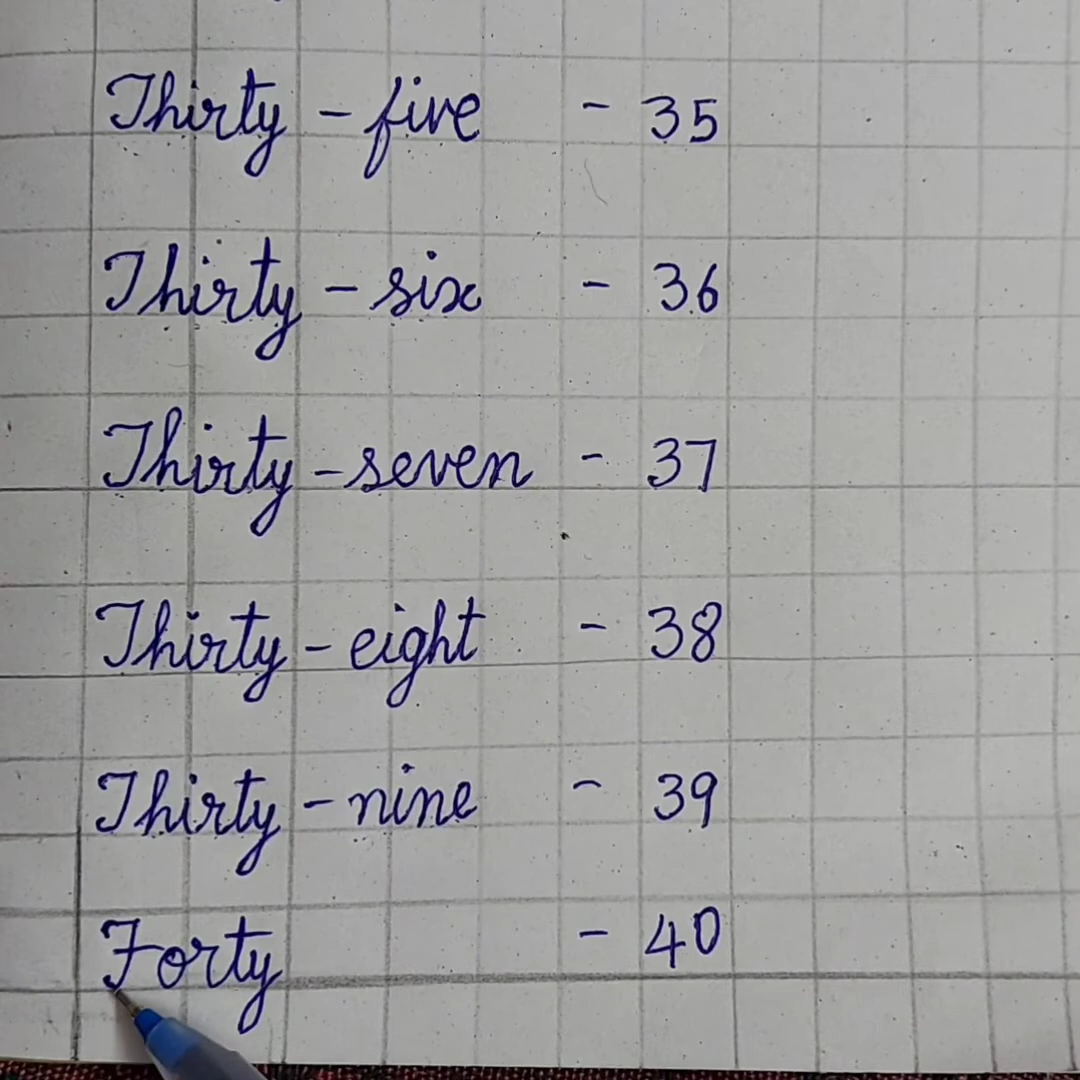 Thirty - five - 35
Thirty - six - 36
Thirty - seven - 37
Thirty - eight - 38
Thirty - nine - 39
Forty - 40